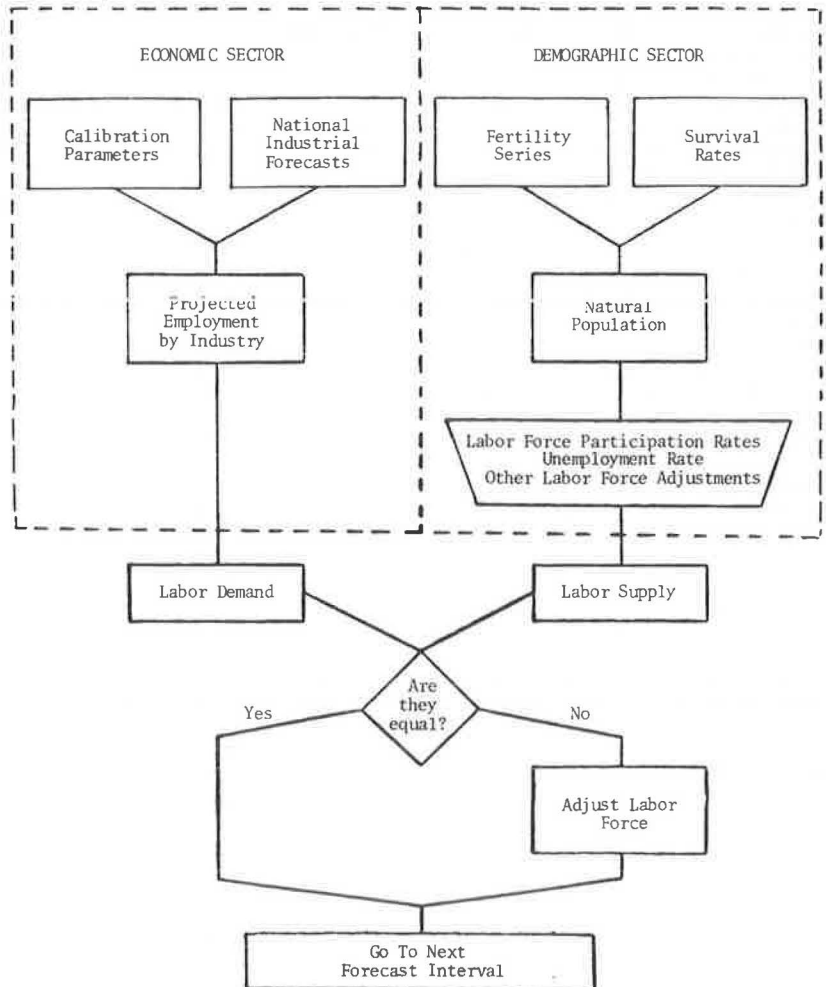 ECONOMIC SECTOR
DEMOGRAPHIC SECTOR
Calibration
Parameters
National
Industrial
Forecasts
Fertility
Series
Survival
Rates
Projected
Employment
by Industry
Natural
Population
Labor Force Participation Rates
Unemployment Rate
Other Labor Force Adjustments
Labor Demand
Labor Supply
Are
they
equal?
Yes
No
Adjust Labor
Force
Go To Next
Forecast Interval